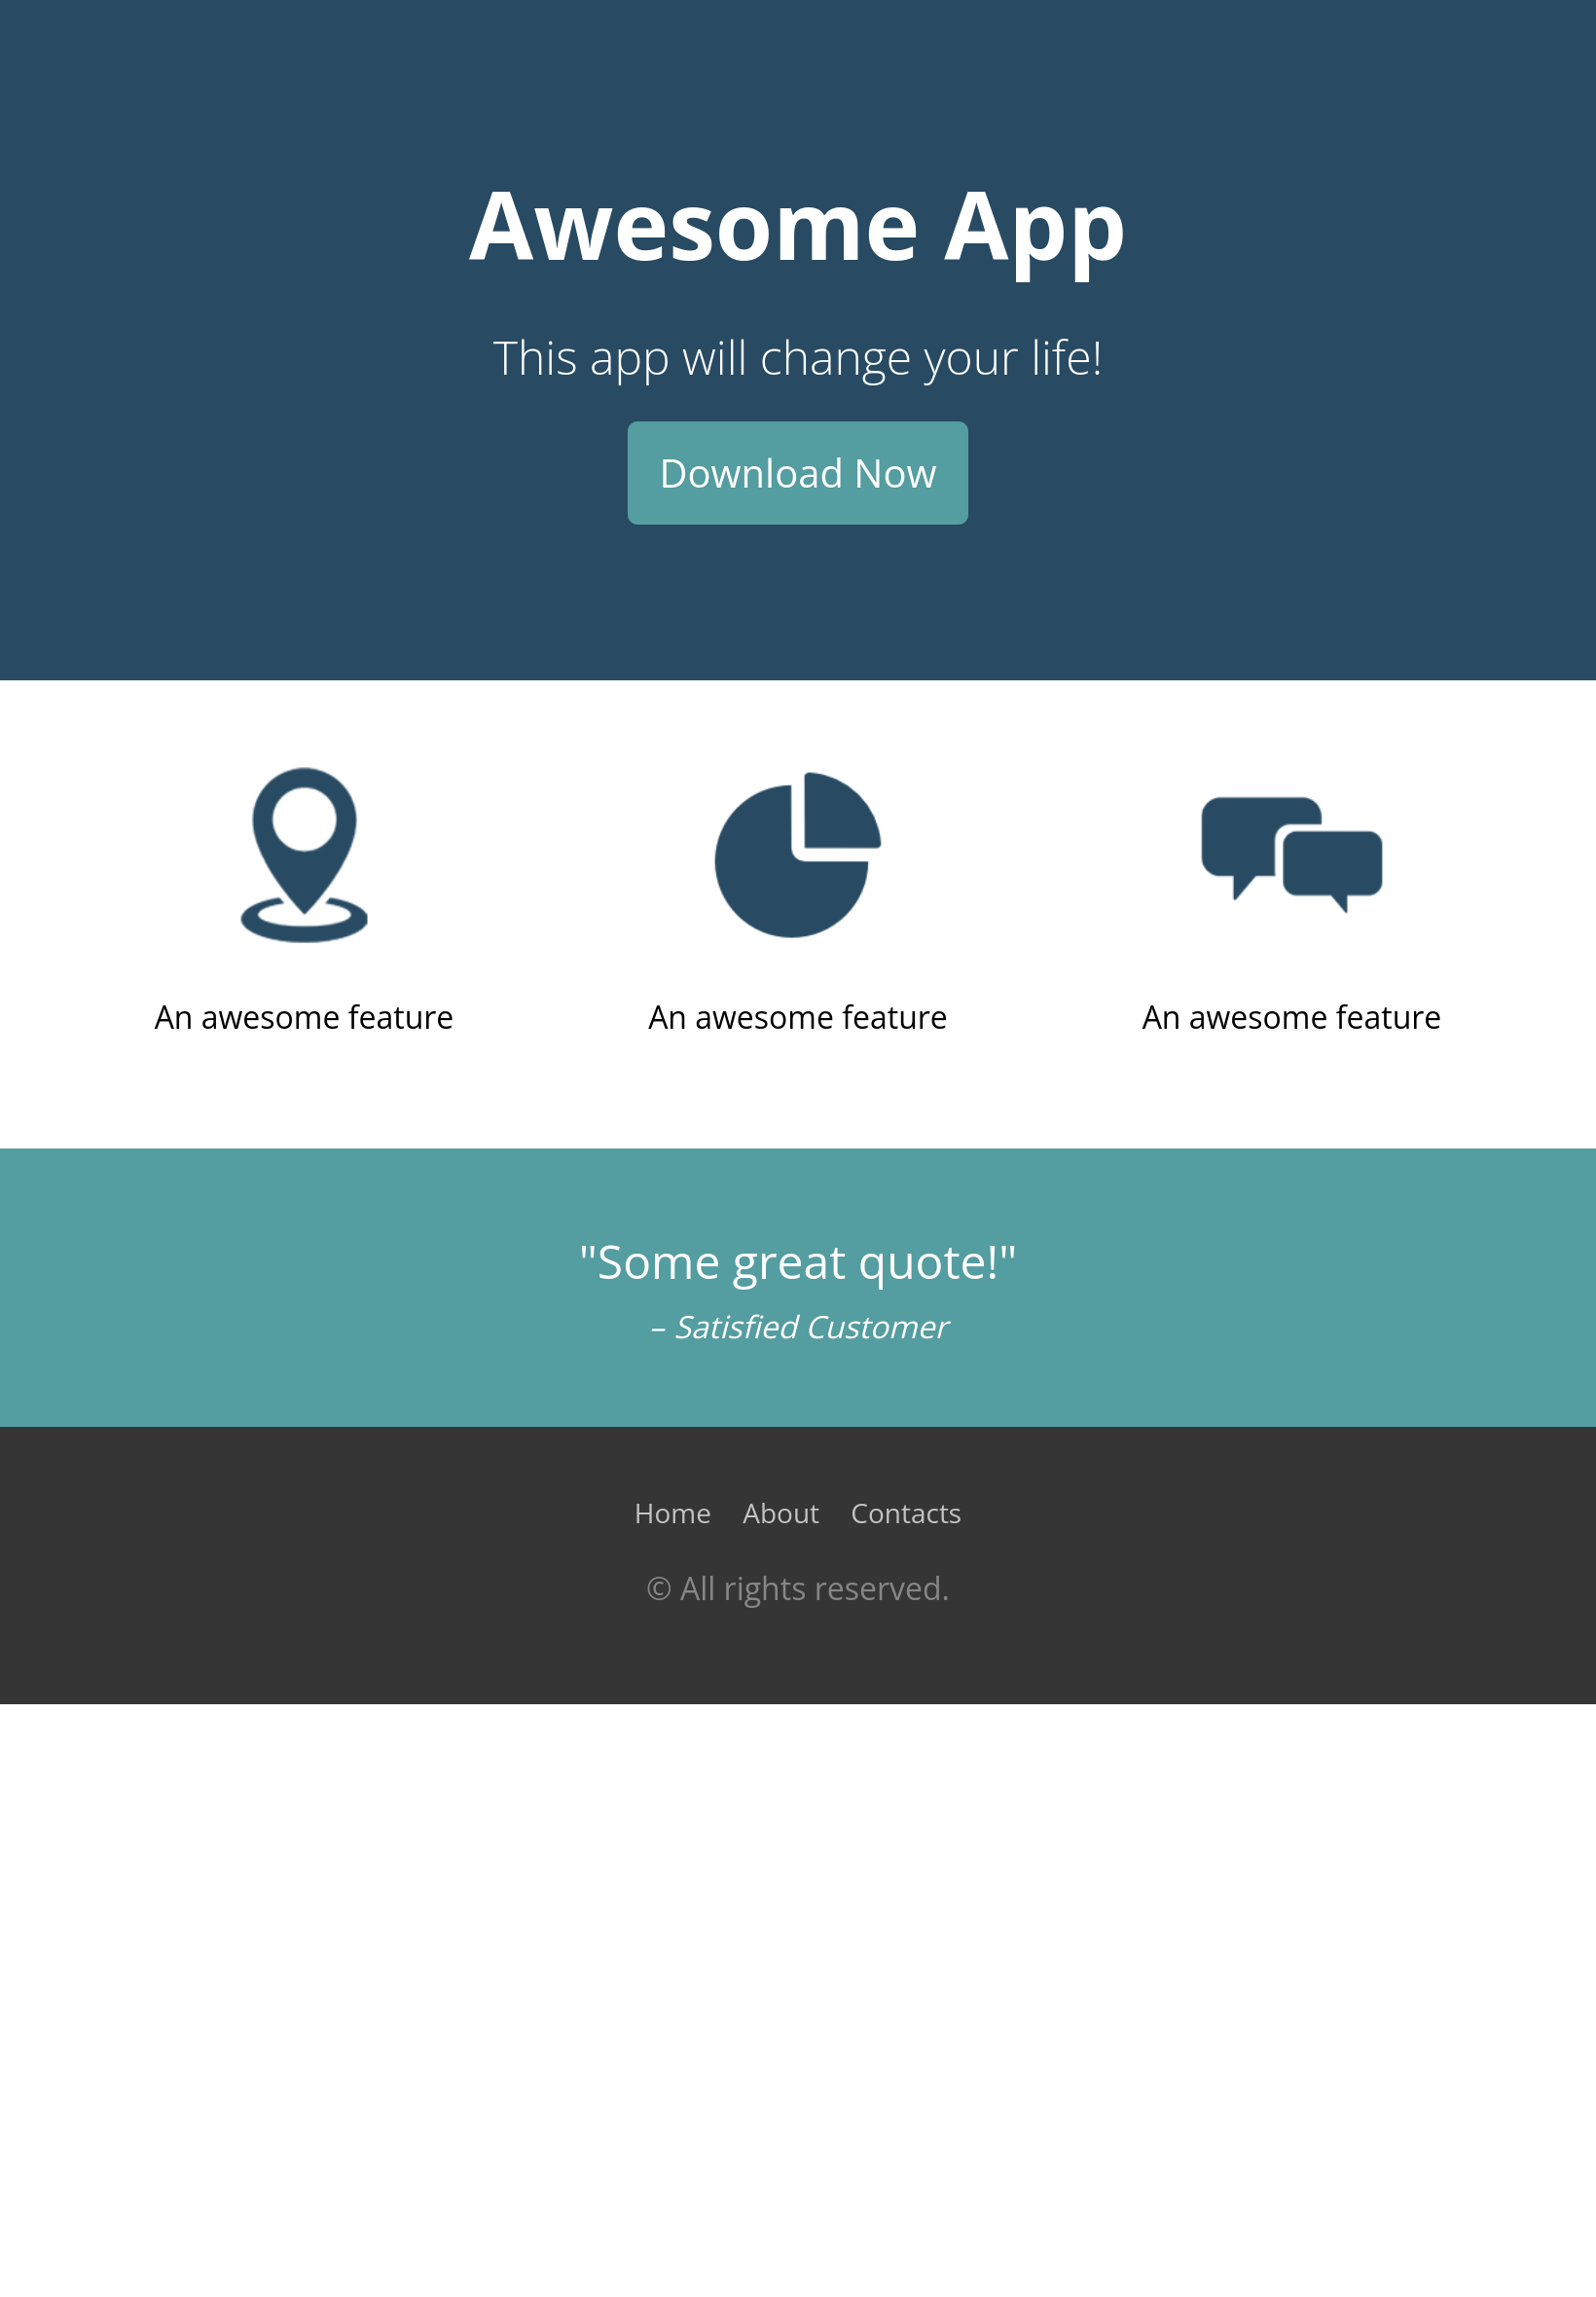 Awesome App
This app will change your life!
Download Now
An awesome feature
An awesome feature
An awesome feature
"Some great quote!"
– Satisfied Customer
Home About Contacts
© All rights reserved.